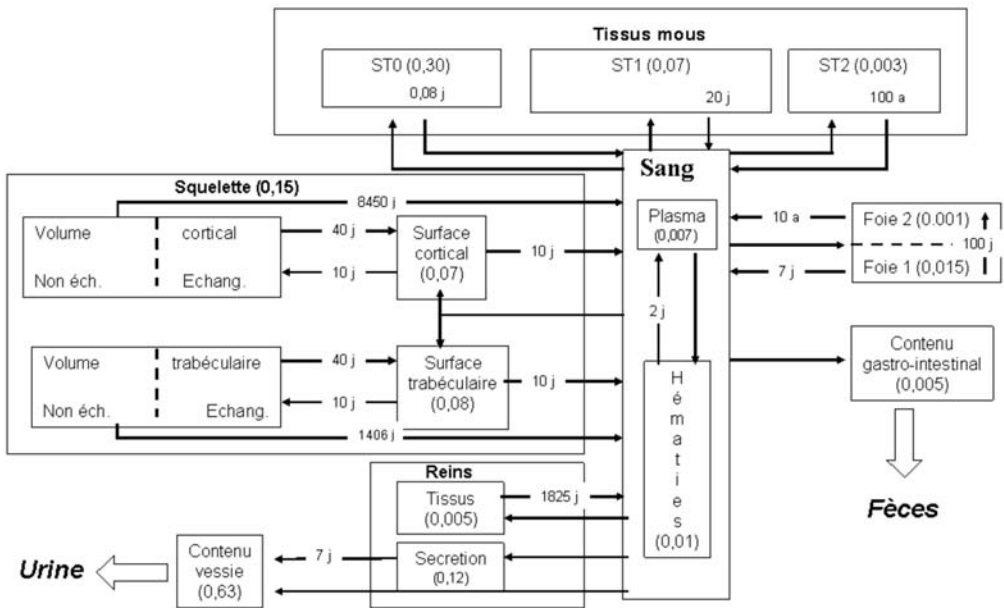 Tissus mous
ST0 (0,30)
0,08 j
ST1 (0,07)
20 j
ST2 (0,003)
100 a
Sang
Squelette (0,15)
8450 j
Volume
cortical
Non éch.
Echang.
40 j
10 j
Surface
cortical
(0,07)
10 j
Plasma
(0,007)
10 a
Foie 2 (0.001)
100 j
Foie 1 (0,015)
7 j
2 j
Volume
trabéculaire
Non éch.
Echang.
40 j
10 j
Surface
trabéculaire
(0,08)
10 j
1406 j
H
é
m
a
t
i
e
s
(0,01)
Contenu
gastro-intestinal
(0,005)
Fèces
Reins
Tissus
(0,005)
1825 j
Secretion
(0,12)
7 j
Contenu
vessie
(0,63)
Urine